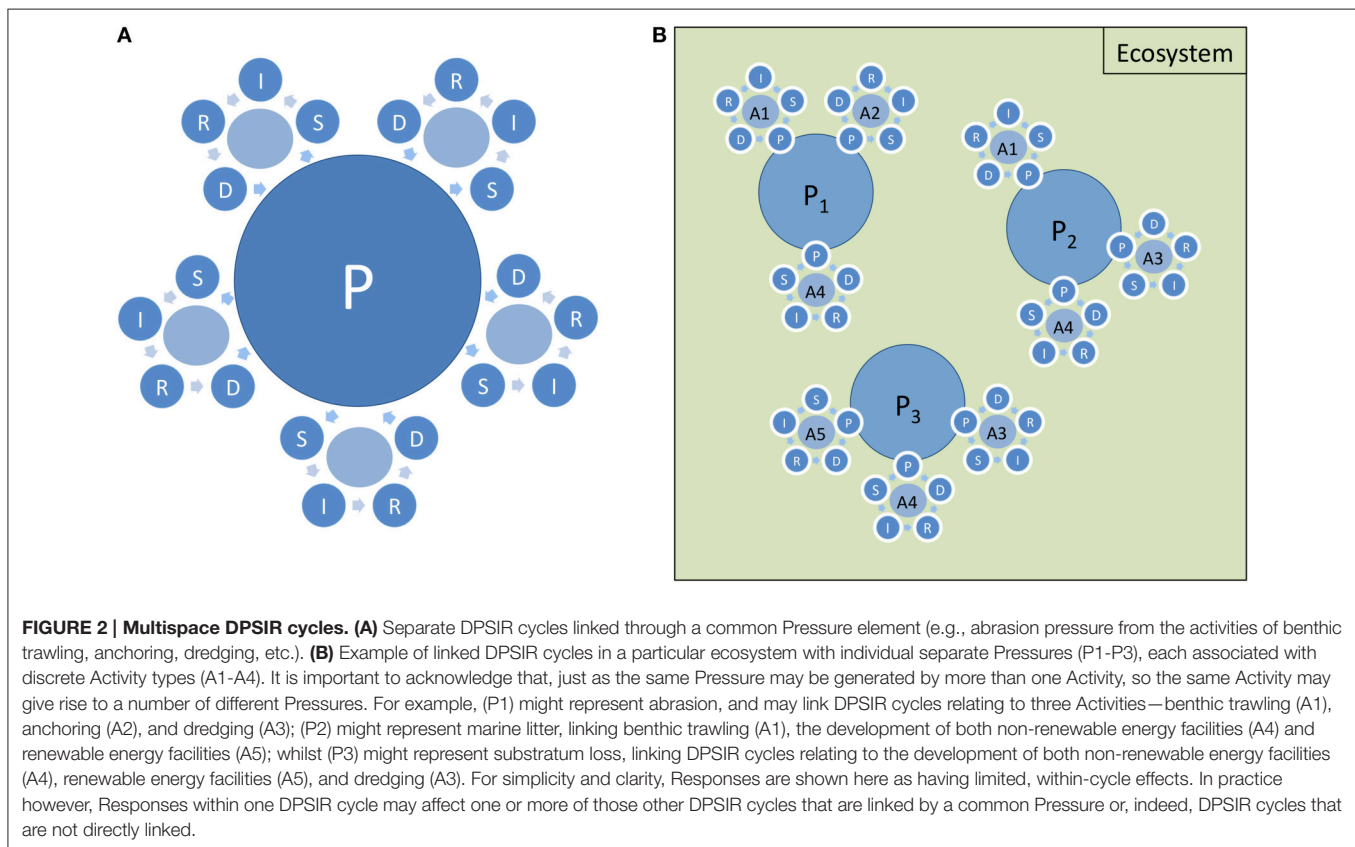 A
B
Ecosystem
I
R
S
D
R
D
I
S
S
I
R
D
D
R
S
I
S
D
I
R
P
I
R
S
D
P
A1
R
D
I
P
S
A2
P₁
P
S
D
I
R
A4
I
R
S
D
P
A1
P₂
D
P
R
S
I
A3
P
S
D
I
R
A4
P₃
S
I
P
R
D
A5
D
P
R
S
I
A3
P
S
D
I
R
A4
FIGURE 2 | Multispace DPSIR cycles. (A) Separate DPSIR cycles linked through a common Pressure element (e.g., abrasion pressure from the activities of benthic
trawling, anchoring, dredging, etc.). (B) Example of linked DPSIR cycles in a particular ecosystem with individual separate Pressures (P1-P3), each associated with
discrete Activity types (A1-A4). It is important to acknowledge that, just as the same Pressure may be generated by more than one Activity, so the same Activity may
give rise to a number of different Pressures. For example, (P1) might represent abrasion, and may link DPSIR cycles relating to three Activities—benthic trawling (A1),
anchoring (A2), and dredging (A3); (P2) might represent marine litter, linking benthic trawling (A1), the development of both non-renewable energy facilities (A4) and
renewable energy facilities (A5); whilst (P3) might represent substratum loss, linking DPSIR cycles relating to the development of both non-renewable energy facilities
(A4), renewable energy facilities (A5), and dredging (A3). For simplicity and clarity, Responses are shown here as having limited, within-cycle effects. In practice
however, Responses within one DPSIR cycle may affect one or more of those other DPSIR cycles that are linked by a common Pressure or, indeed, DPSIR cycles that
are not directly linked.